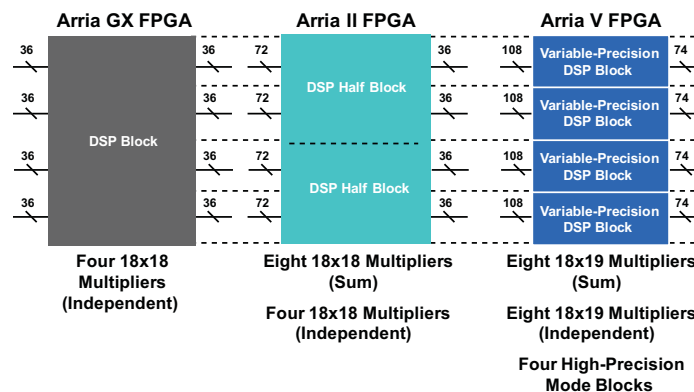 Arria GX FPGA
Arria II FPGA
Arria V FPGA
36 36 72 36 108 74
36 36 72 36 108 74
36 36 72 36 108 74
36 36 72 36 108 74
DSP Block
DSP Half Block
DSP Half Block
Variable-Precision
DSP Block
Variable-Precision
DSP Block
Variable-Precision
DSP Block
Variable-Precision
DSP Block
Four 18x18
Multipliers
(Independent)
Eight 18x18 Multipliers
(Sum)
Four 18x18 Multipliers
(Independent)
Eight 18x19 Multipliers
(Sum)
Eight 18x19 Multipliers
(Independent)
Four High-Precision
Mode Blocks